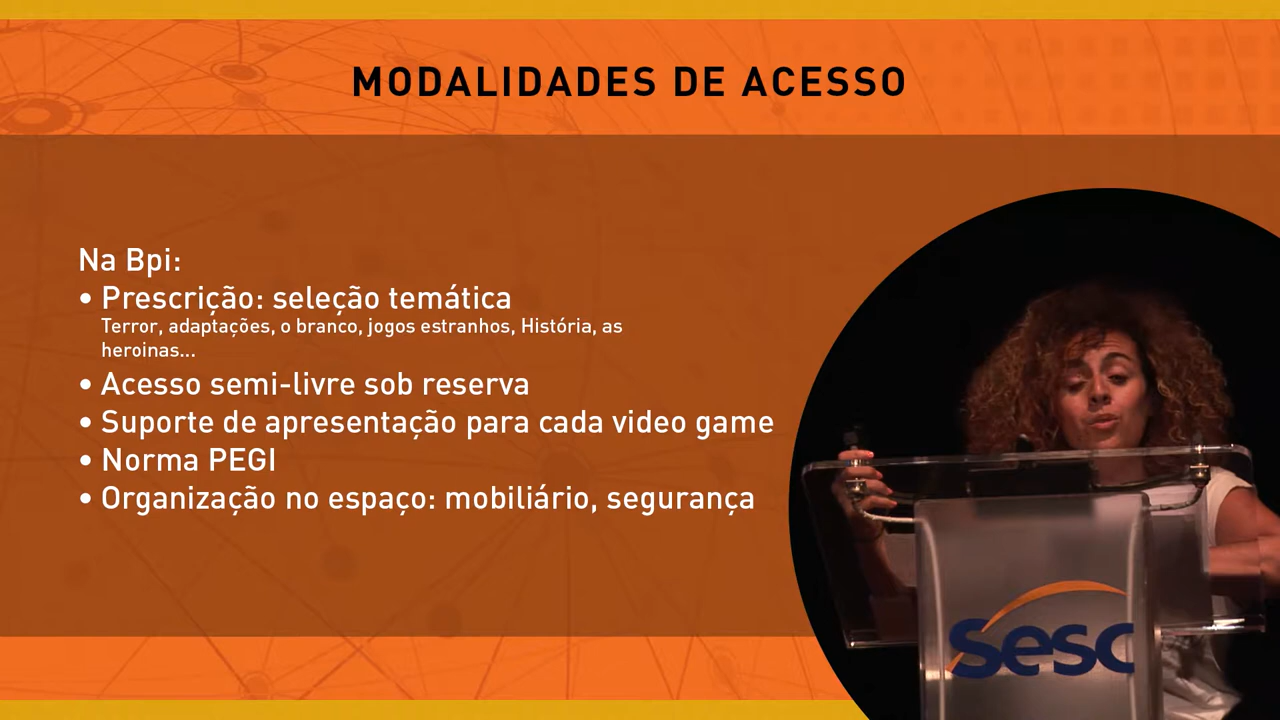 MODALIDADES DE ACESSO
Na Bpi:
• Prescrição: seleção temática
Terror, adaptações, o branco, jogos estranhos, História, as
heroinas...
• Acesso semi-livre sob reserva
• Suporte de apresentação para cada video game
• Norma PEGI
• Organização no espaço: mobiliário, segurança
Sesc